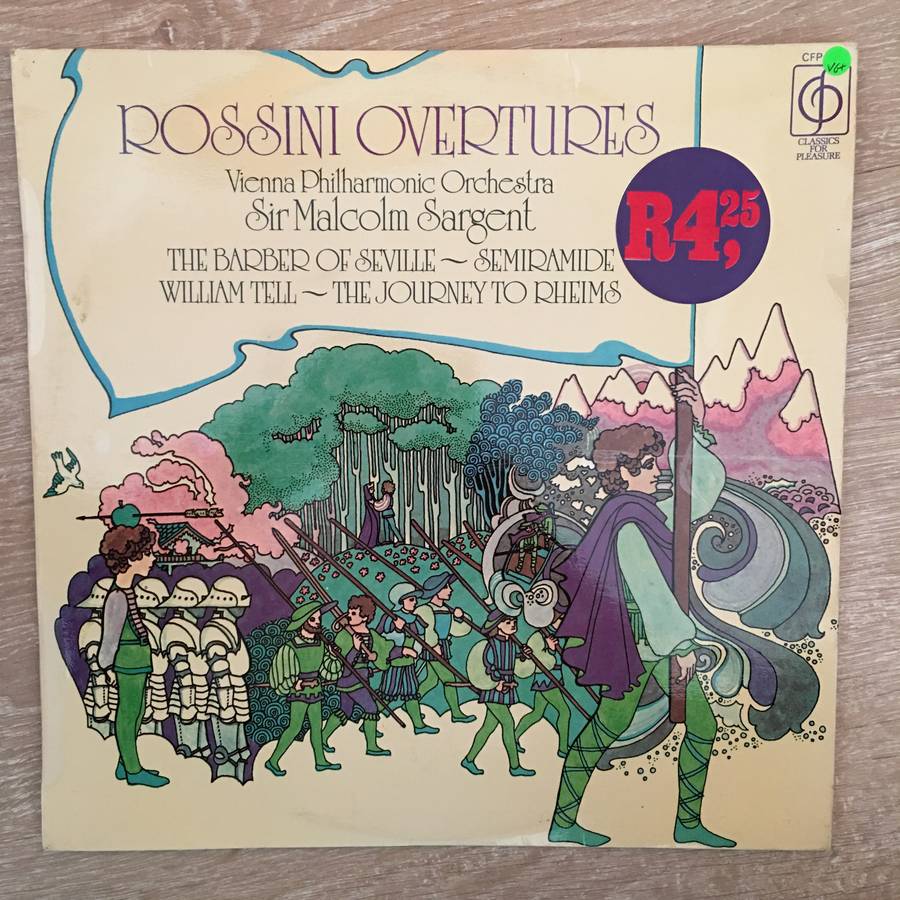 ROSSINI OVERTURES
Vienna Philharmonic Orchestra
Sir Malcolm Sargent
THE BARBER OF SEVILLE ~ SEMIRAMIDE
WILLIAM TELL ~ THE JOURNEY TO RHEIMS
R4,25
CFP
VG+
CLASSICS
FOR
PLEASURE